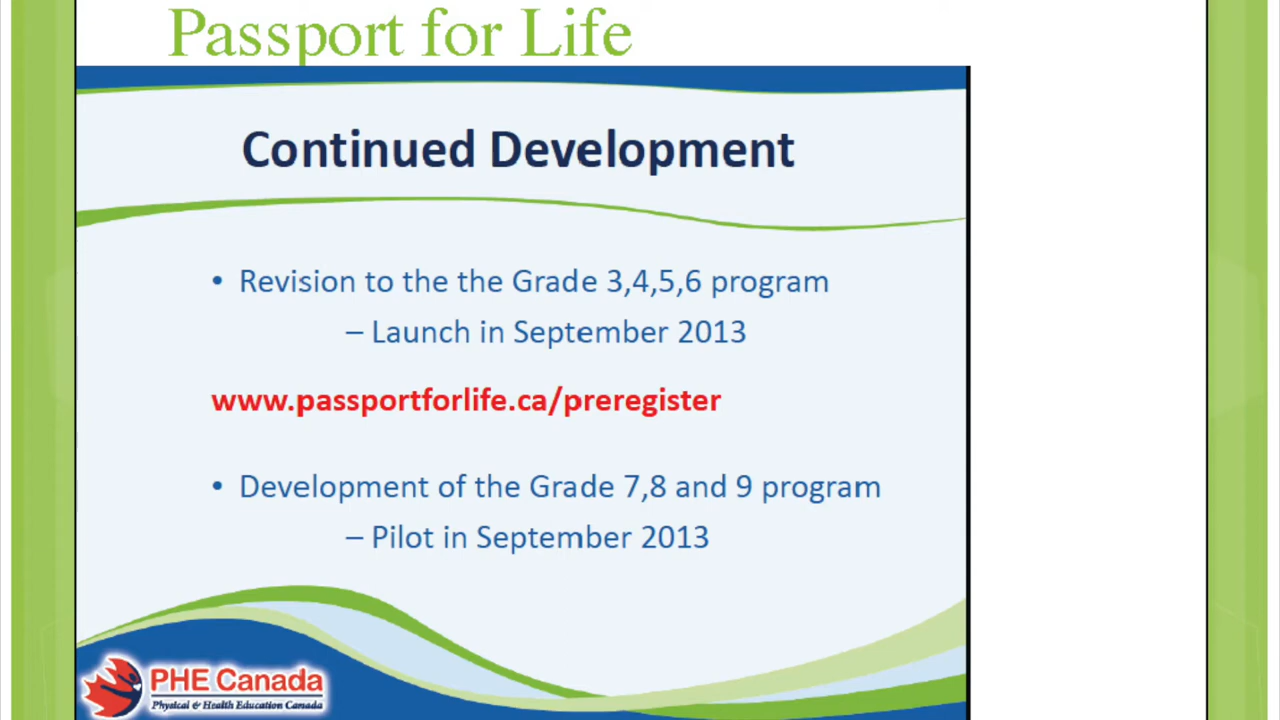 Passport for Life
Continued Development
• Revision to the the Grade 3,4,5,6 program
– Launch in September 2013
www.passportforlife.ca/preregister
• Development of the Grade 7,8 and 9 program
– Pilot in September 2013
PHE Canada
Physical & Health Education Canada